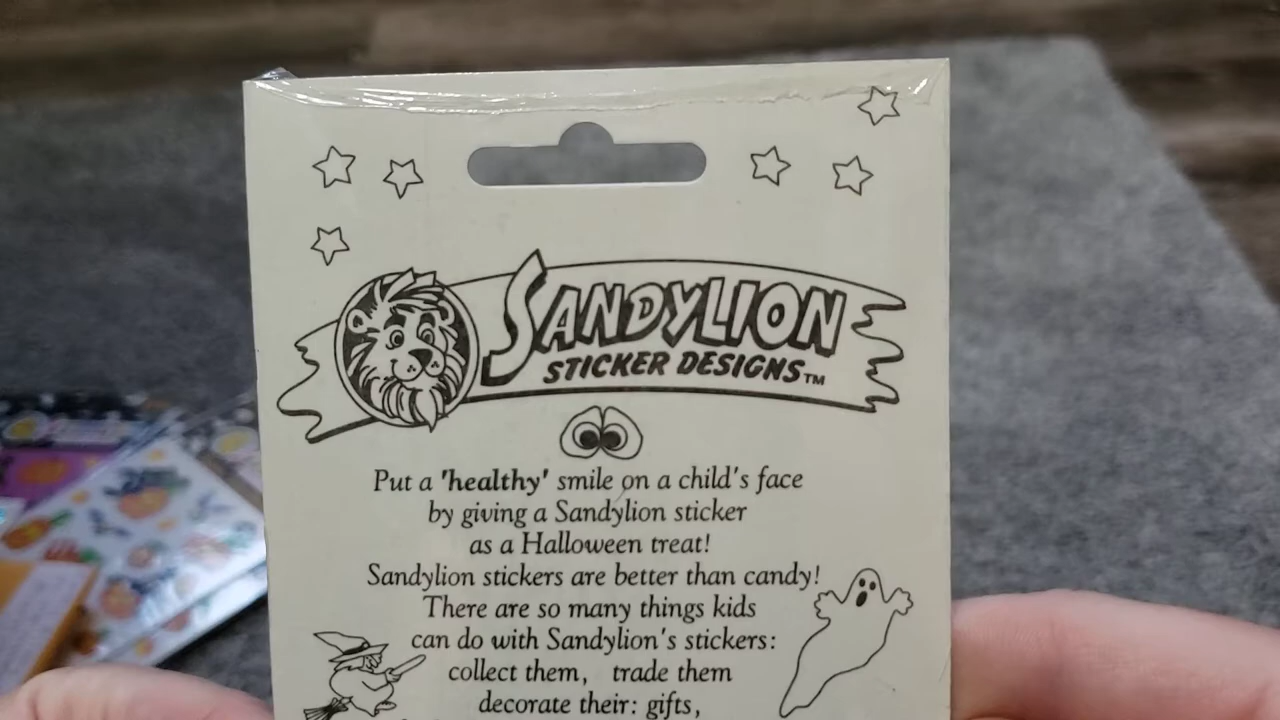 SANDYLION
STICKER DESIGNS™
Put a 'healthy' smile on a child's face
by giving a Sandylion sticker
as a Halloween treat!
Sandylion stickers are better than candy!
There are so many things kids
can do with Sandylion's stickers:
collect them, trade them
decorate their: gifts,